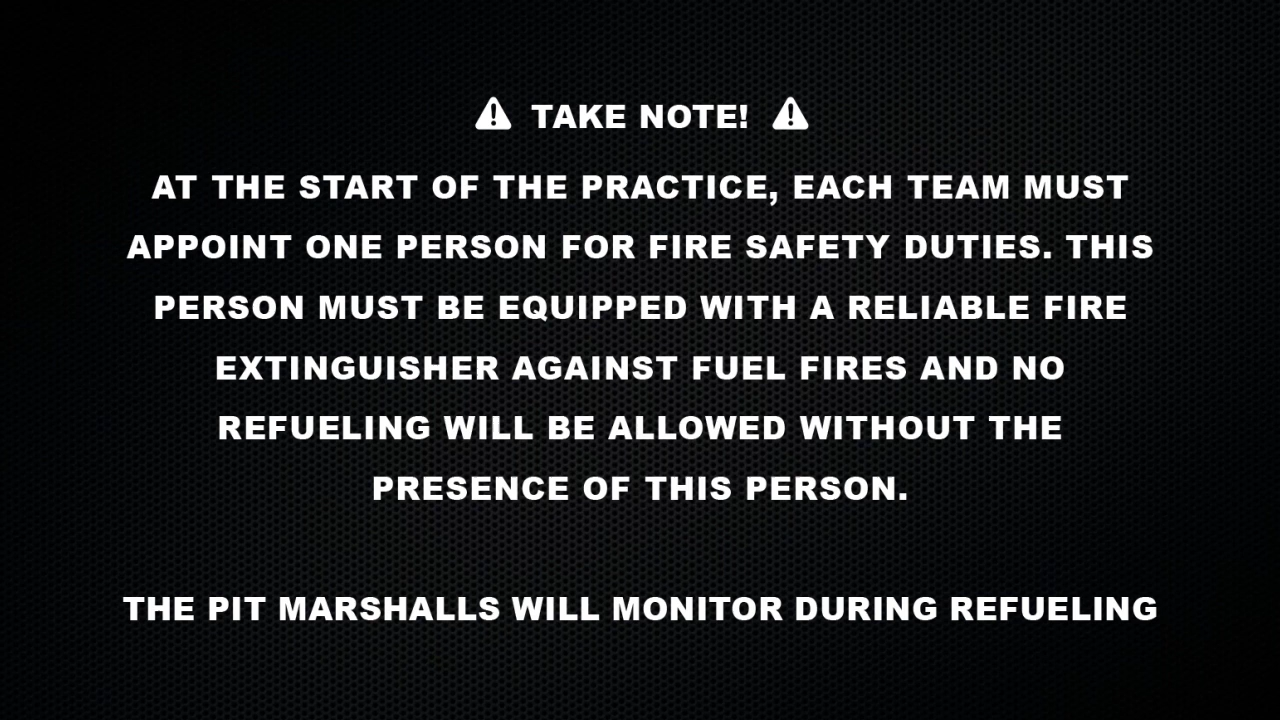 ⚠ TAKE NOTE! ⚠
AT THE START OF THE PRACTICE, EACH TEAM MUST
APPOINT ONE PERSON FOR FIRE SAFETY DUTIES. THIS
PERSON MUST BE EQUIPPED WITH A RELIABLE FIRE
EXTINGUISHER AGAINST FUEL FIRES AND NO
REFUELING WILL BE ALLOWED WITHOUT THE
PRESENCE OF THIS PERSON.
THE PIT MARSHALLS WILL MONITOR DURING REFUELING